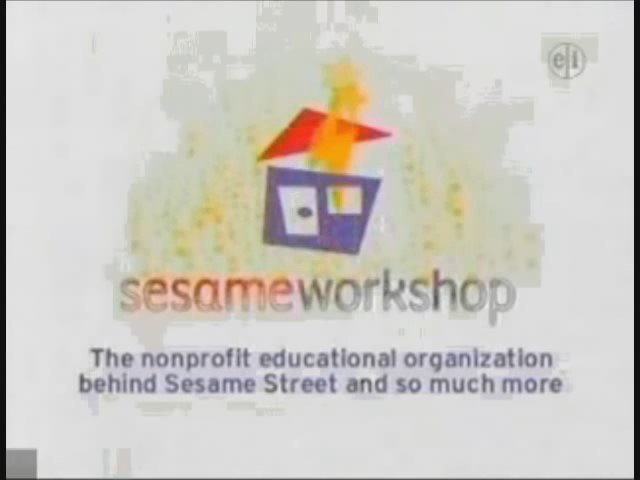 e/i
sesameworkshop
The nonprofit educational organization
behind Sesame Street and so much more